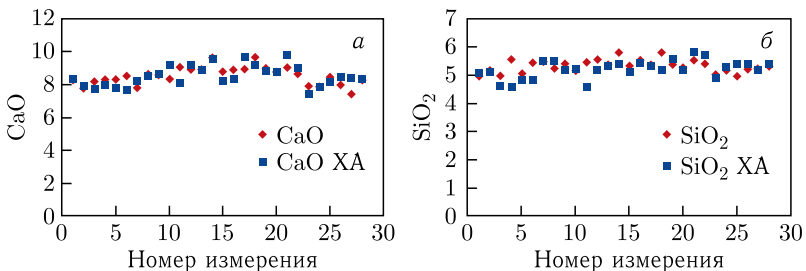 12
10
8
6
4
2
0
CaO
а
CaO
CaO ХА
0 5 10 15 20 25 30
Номер измерения
7
6
5
4
3
2
1
0
SiO₂
б
SiO₂
SiO₂ ХА
0 5 10 15 20 25 30
Номер измерения